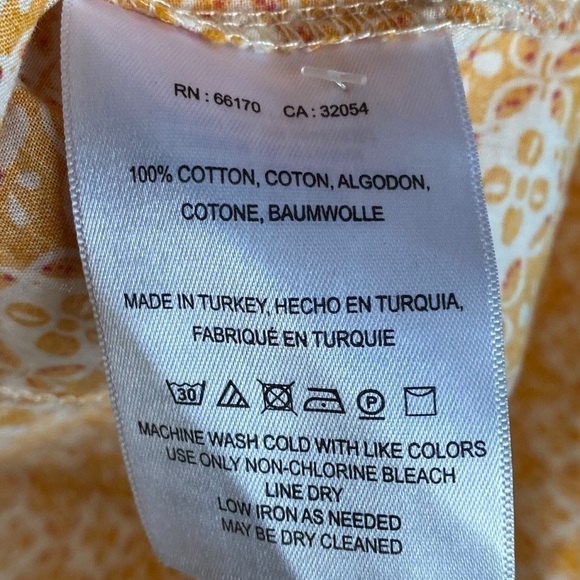 RN : 66170 CA : 32054
100% COTTON, COTON, ALGODON,
COTONE, BAUMWOLLE
MADE IN TURKEY, HECHO EN TURQUIA,
FABRIQUÉ EN TURQUIE
30 P
MACHINE WASH COLD WITH LIKE COLORS
USE ONLY NON-CHLORINE BLEACH
LINE DRY
LOW IRON AS NEEDED
MAY BE DRY CLEANED